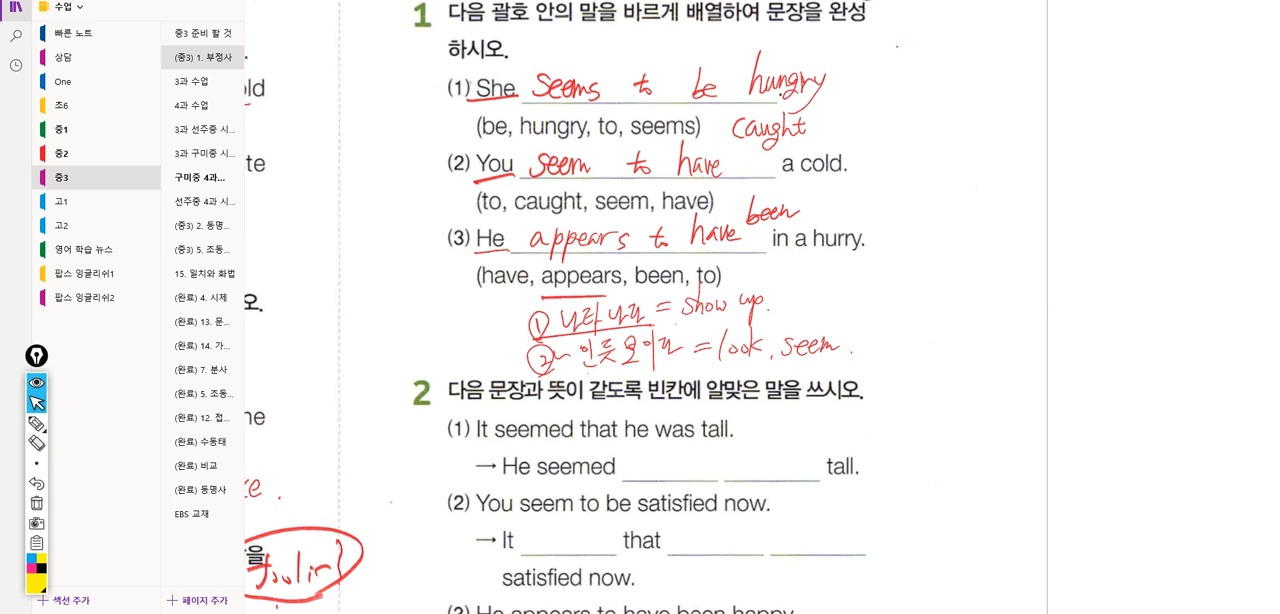 수업
빠른 노트
상담
One
초6
중1
중2
중3
고1
고2
영어 학습 뉴스
팝스 잉글리쉬1
팝스 잉글리쉬2
섹션 추가
중3 준비 할 것
(중3) 1. 부정사
3과 수업
4과 수업
3과 선주중 시...
3과 구미중 시...
구미중 4과...
선주중 4과 시...
(중3) 2. 동명...
(중3) 5. 조동...
15. 일치와 화법
(완료) 4. 시제
(완료) 13. 문...
(완료) 14. 가...
(완료) 7. 분사
(완료) 5. 조동...
(완료) 12. 접...
(완료) 수동태
(완료) 비교
(완료) 동명사
EBS 교재
페이지 추가
old
te
오.
ne
ce.
을
1 다음 괄호 안의 말을 바르게 배열하여 문장을 완성
하시오.
(1) She seems to be hungry.
(be, hungry, to, seems) caught
(2) You seem to have a cold.
(to, caught, seem, have)
(3) He appears to have been in a hurry.
(have, appears, been, to)
① 나타나다 = show up.
② ~인듯 보이다 = look, seem.
2 다음 문장과 뜻이 같도록 빈칸에 알맞은 말을 쓰시오.
(1) It seemed that he was tall.
→ He seemed tall.
(2) You seem to be satisfied now.
→ It that
satisfied now.
(3) He appears to have been happy